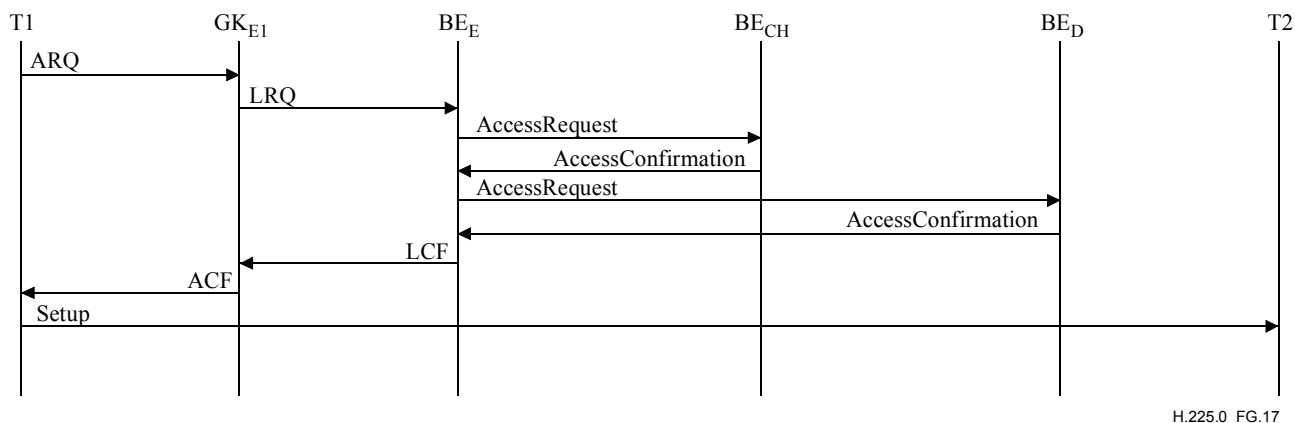 T1 GK_E1 BE_E BE_CH BE_D T2
ARQ
LRQ
AccessRequest
AccessConfirmation
AccessRequest
AccessConfirmation
LCF
ACF
Setup
H.225.0 FG.17